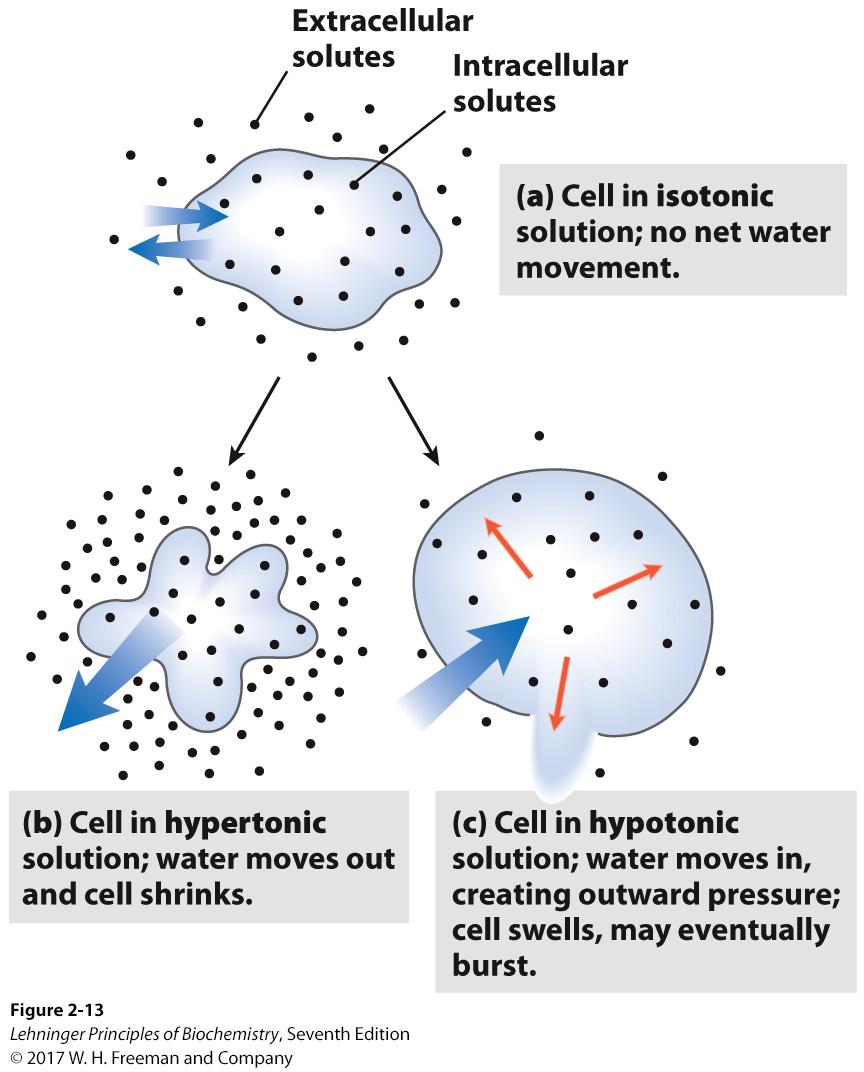 Extracellular
solutes
Intracellular
solutes
(a) Cell in isotonic
solution; no net water
movement.
(b) Cell in hypertonic
solution; water moves out
and cell shrinks.
(c) Cell in hypotonic
solution; water moves in,
creating outward pressure;
cell swells, may eventually
burst.
Figure 2-13
Lehninger Principles of Biochemistry, Seventh Edition
© 2017 W. H. Freeman and Company